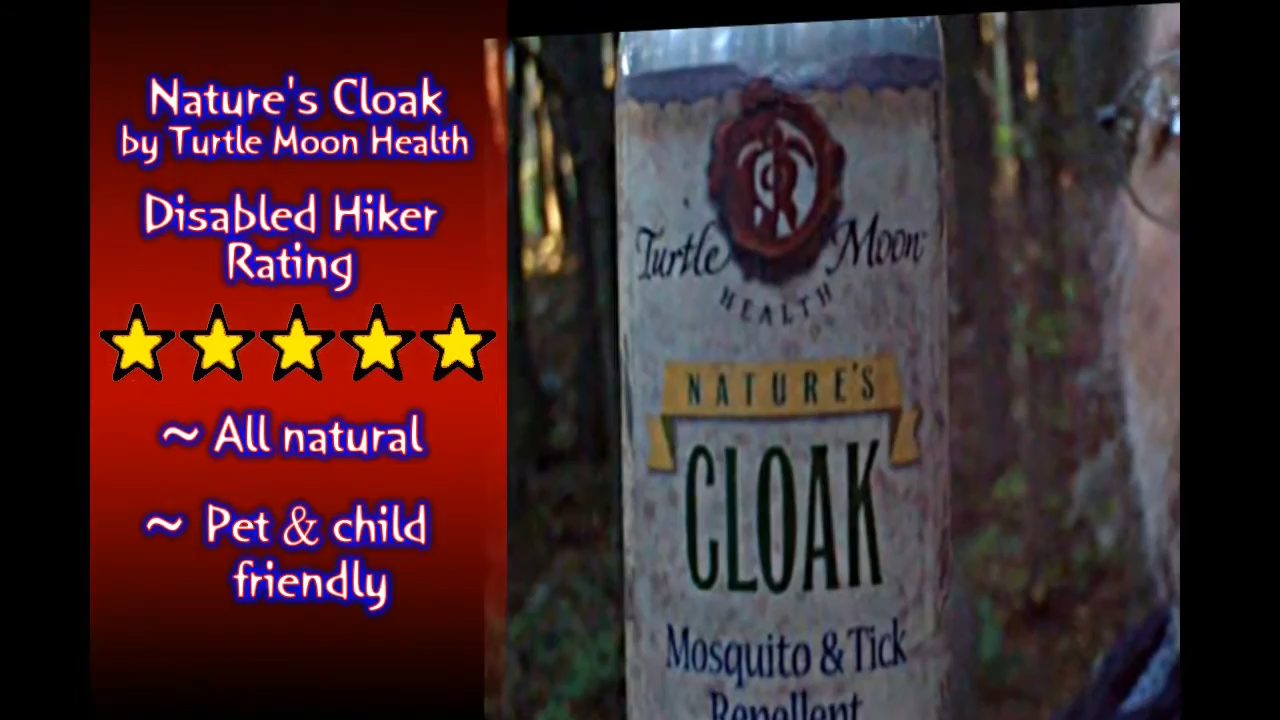 Nature's Cloak
by Turtle Moon Health
Disabled Hiker
Rating
~ All natural
~ Pet & child
friendly
Turtle Moon
HEALTH
NATURE'S
CLOAK
Mosquito & Tick
Repellent